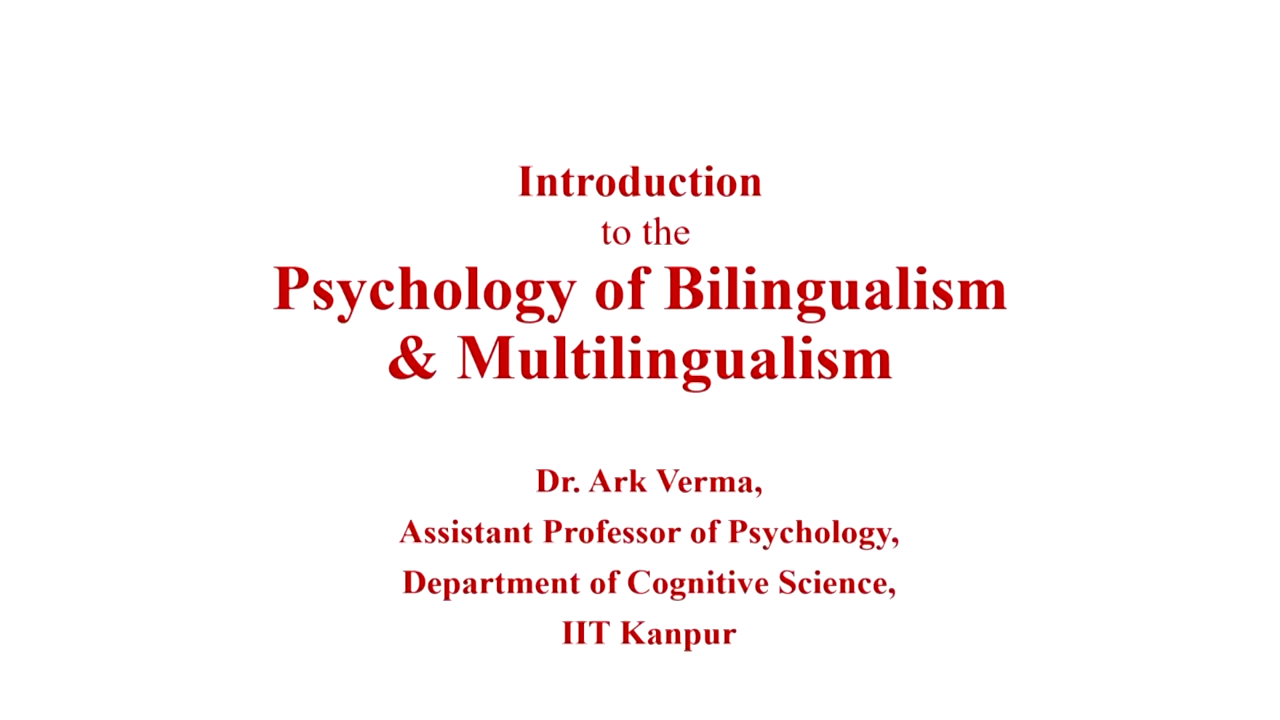 Introduction
to the
Psychology of Bilingualism
& Multilingualism
Dr. Ark Verma,
Assistant Professor of Psychology,
Department of Cognitive Science,
IIT Kanpur